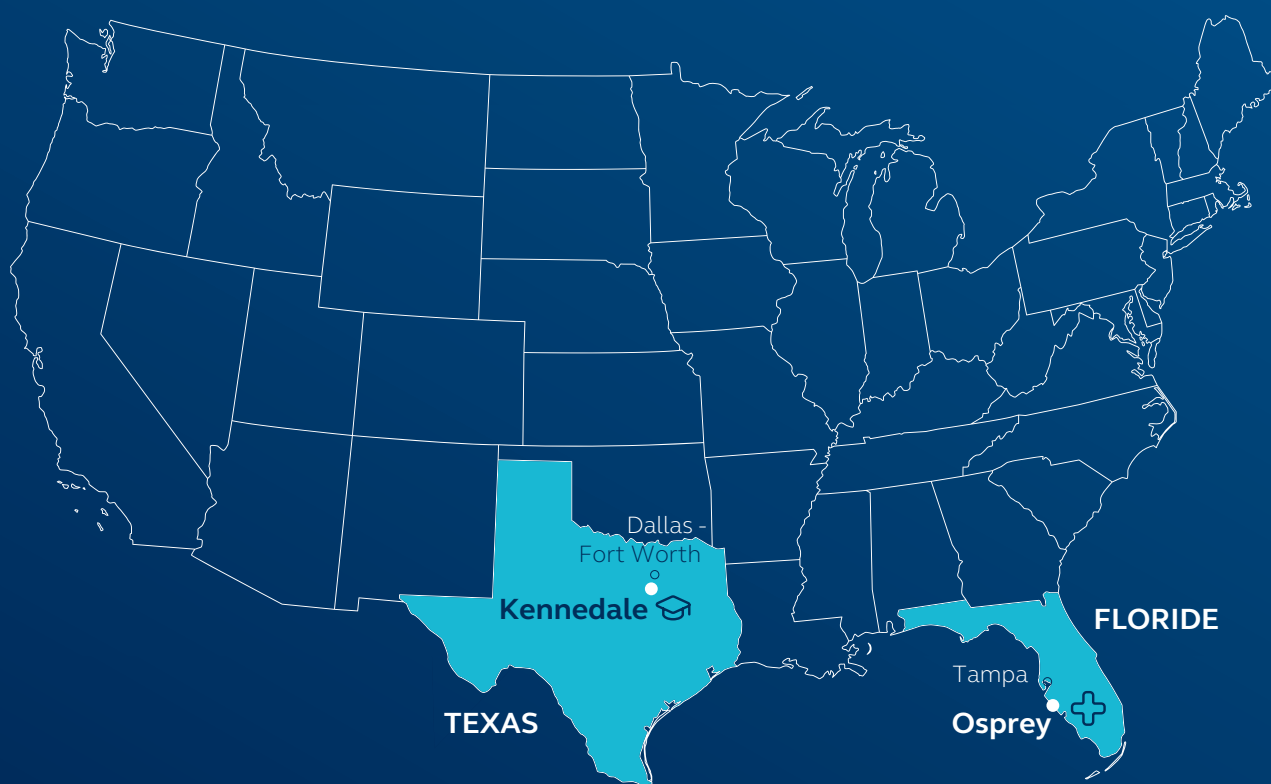 Dallas -
Fort Worth
Kennedale
TEXAS
FLORIDE
Tampa
Osprey